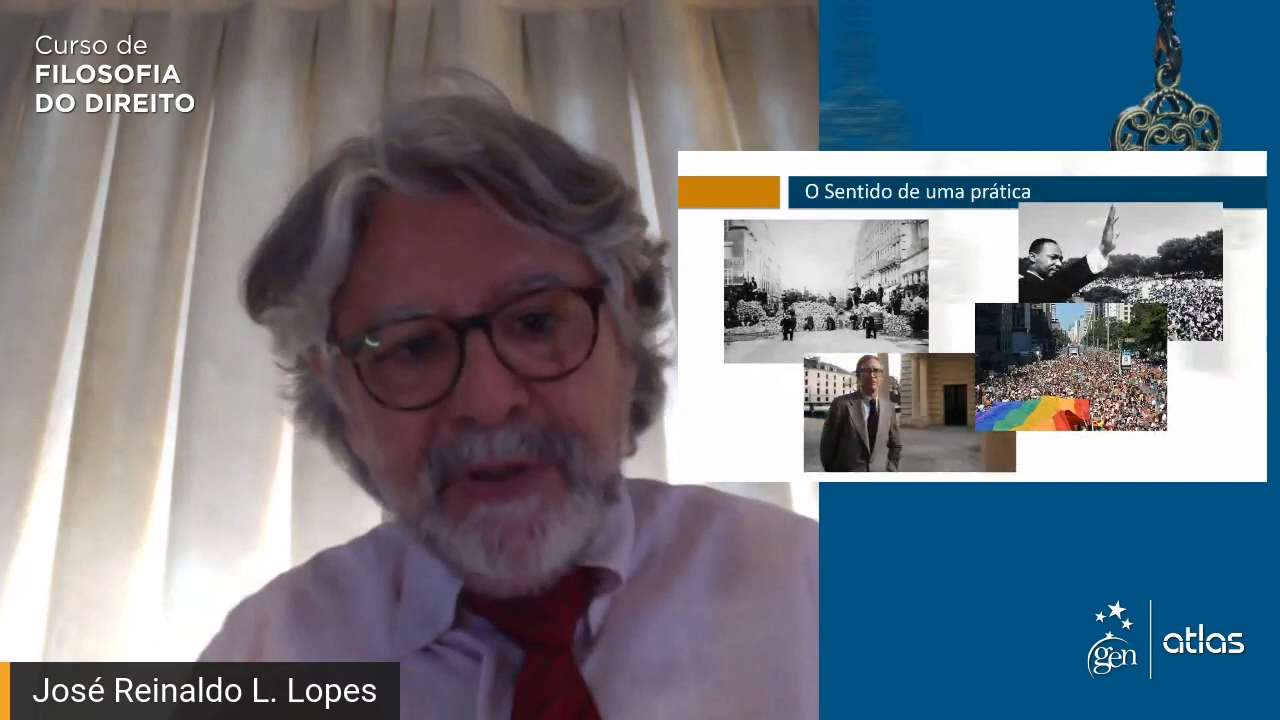 Curso de
FILOSOFIA
DO DIREITO
O Sentido de uma prática
gen
atlas
José Reinaldo L. Lopes